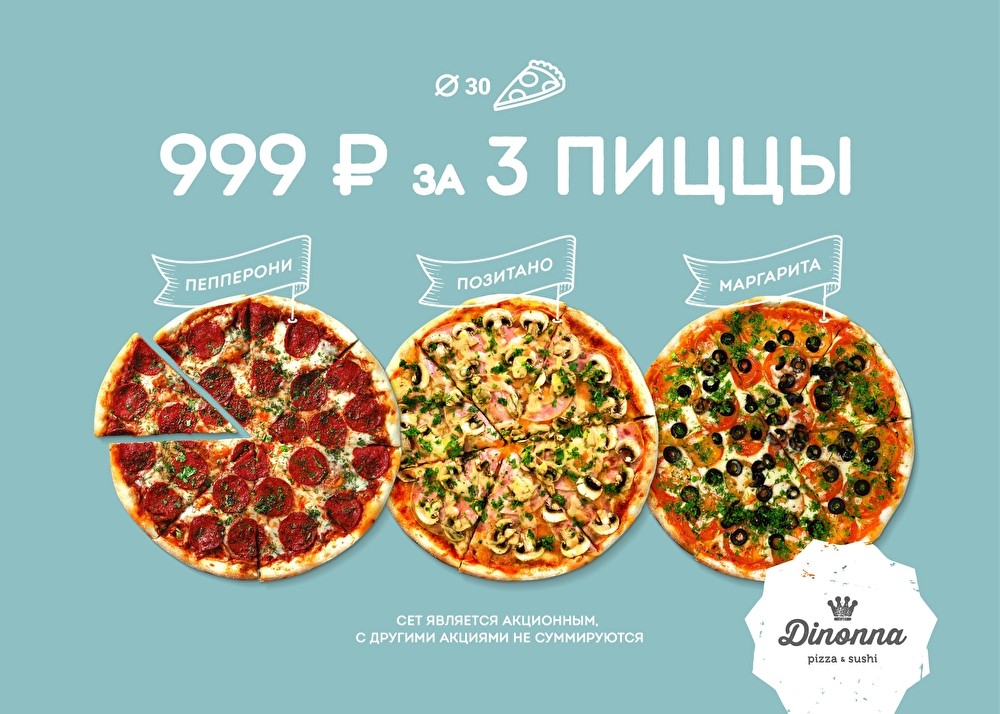 Ø 30
999 ₽ ЗА 3 ПИЦЦЫ
ПЕППЕРОНИ
ПОЗИТАНО
МАРГАРИТА
СЕТ ЯВЛЯЕТСЯ АКЦИОННЫМ,
С ДРУГИМИ АКЦИЯМИ НЕ СУММИРУЮТСЯ
Dinonna
pizza & sushi